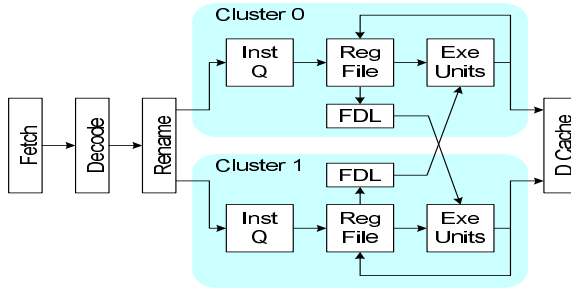 Cluster 0
Inst
Q
Reg
File
Exe
Units
FDL
Fetch
Decode
Rename
D Cache
Cluster 1
FDL
Inst
Q
Reg
File
Exe
Units